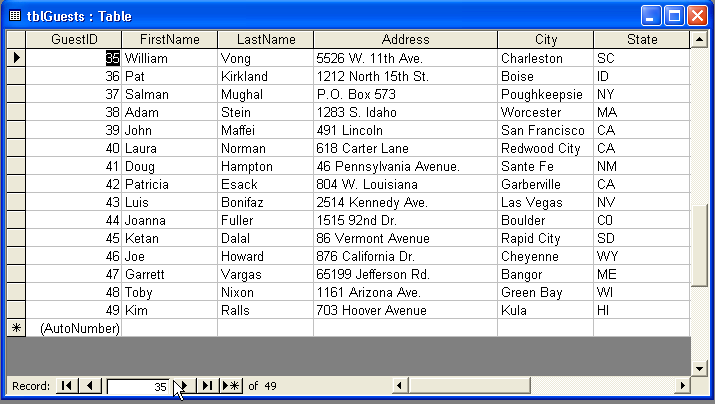 tblGuests : Table
GuestID FirstName LastName Address City State
35 William Vong 5526 W. 11th Ave. Charleston SC
36 Pat Kirkland 1212 North 15th St. Boise ID
37 Salman Mughal P.O. Box 573 Poughkeepsie NY
38 Adam Stein 1283 S. Idaho Worcester MA
39 John Maffei 491 Lincoln San Francisco CA
40 Laura Norman 618 Carter Lane Redwood City CA
41 Doug Hampton 46 Pennsylvania Avenue. Sante Fe NM
42 Patricia Esack 804 W. Louisiana Garberville CA
43 Luis Bonifaz 2514 Kennedy Ave. Las Vegas NV
44 Joanna Fuller 1515 92nd Dr. Boulder CO
45 Ketan Dalal 86 Vermont Avenue Rapid City SD
46 Joe Howard 876 California Dr. Cheyenne WY
47 Garrett Vargas 65199 Jefferson Rd. Bangor ME
48 Toby Nixon 1161 Arizona Ave. Green Bay WI
49 Kim Ralls 703 Hoover Avenue Kula HI
(AutoNumber)
Record: 35 of 49